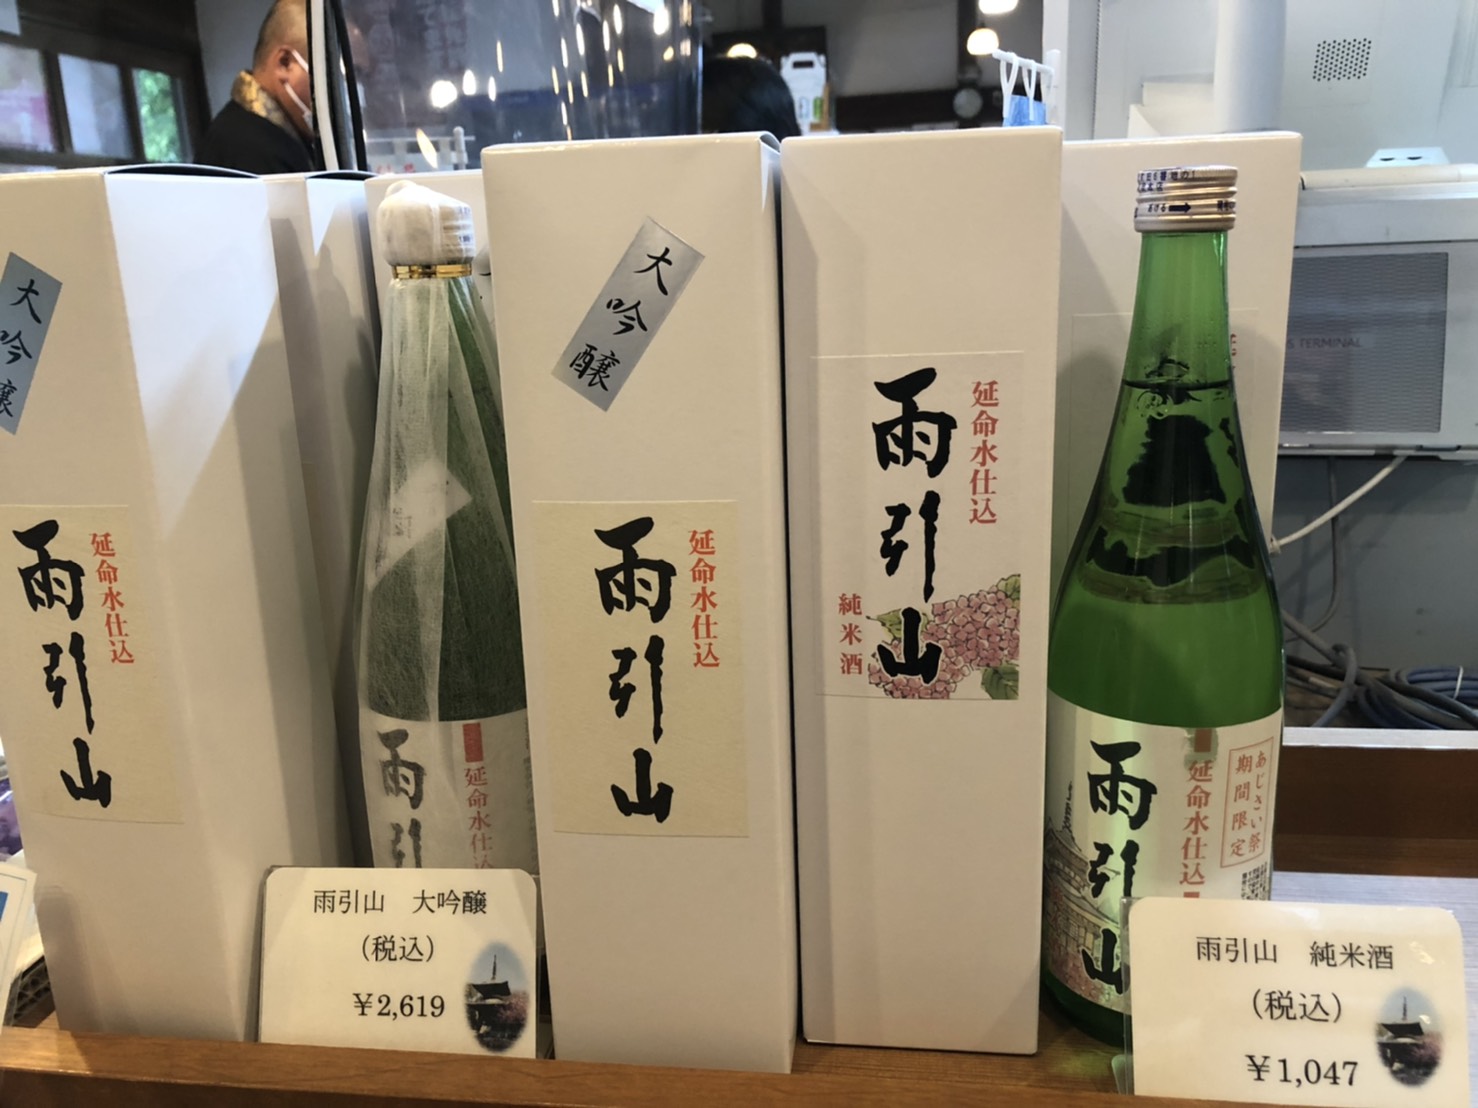 大吟醸
延命水仕込
雨引山
延命水仕込
雨引
大吟醸
延命水仕込
雨引山
延命水仕込
雨引山
純米酒
あじさい祭
期間限定
延命水仕込
雨引山
雨引山　大吟醸
（税込）
￥2,619
雨引山　純米酒
（税込）
￥1,047
TERMINAL